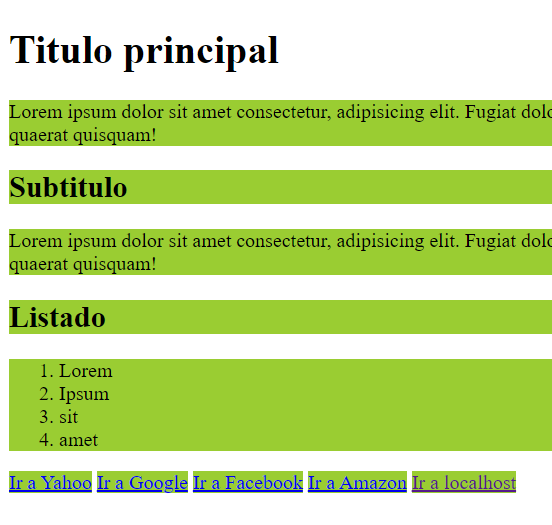 Titulo principal
Lorem ipsum dolor sit amet consectetur, adipisicing elit. Fugiat
quaerat quisquam!
Subtitulo
Lorem ipsum dolor sit amet consectetur, adipisicing elit. Fugiat
quaerat quisquam!
Listado
1. Lorem
2. Ipsum
3. sit
4. amet
Ir a Yahoo Ir a Google Ir a Facebook Ir a Amazon Ir a localhost